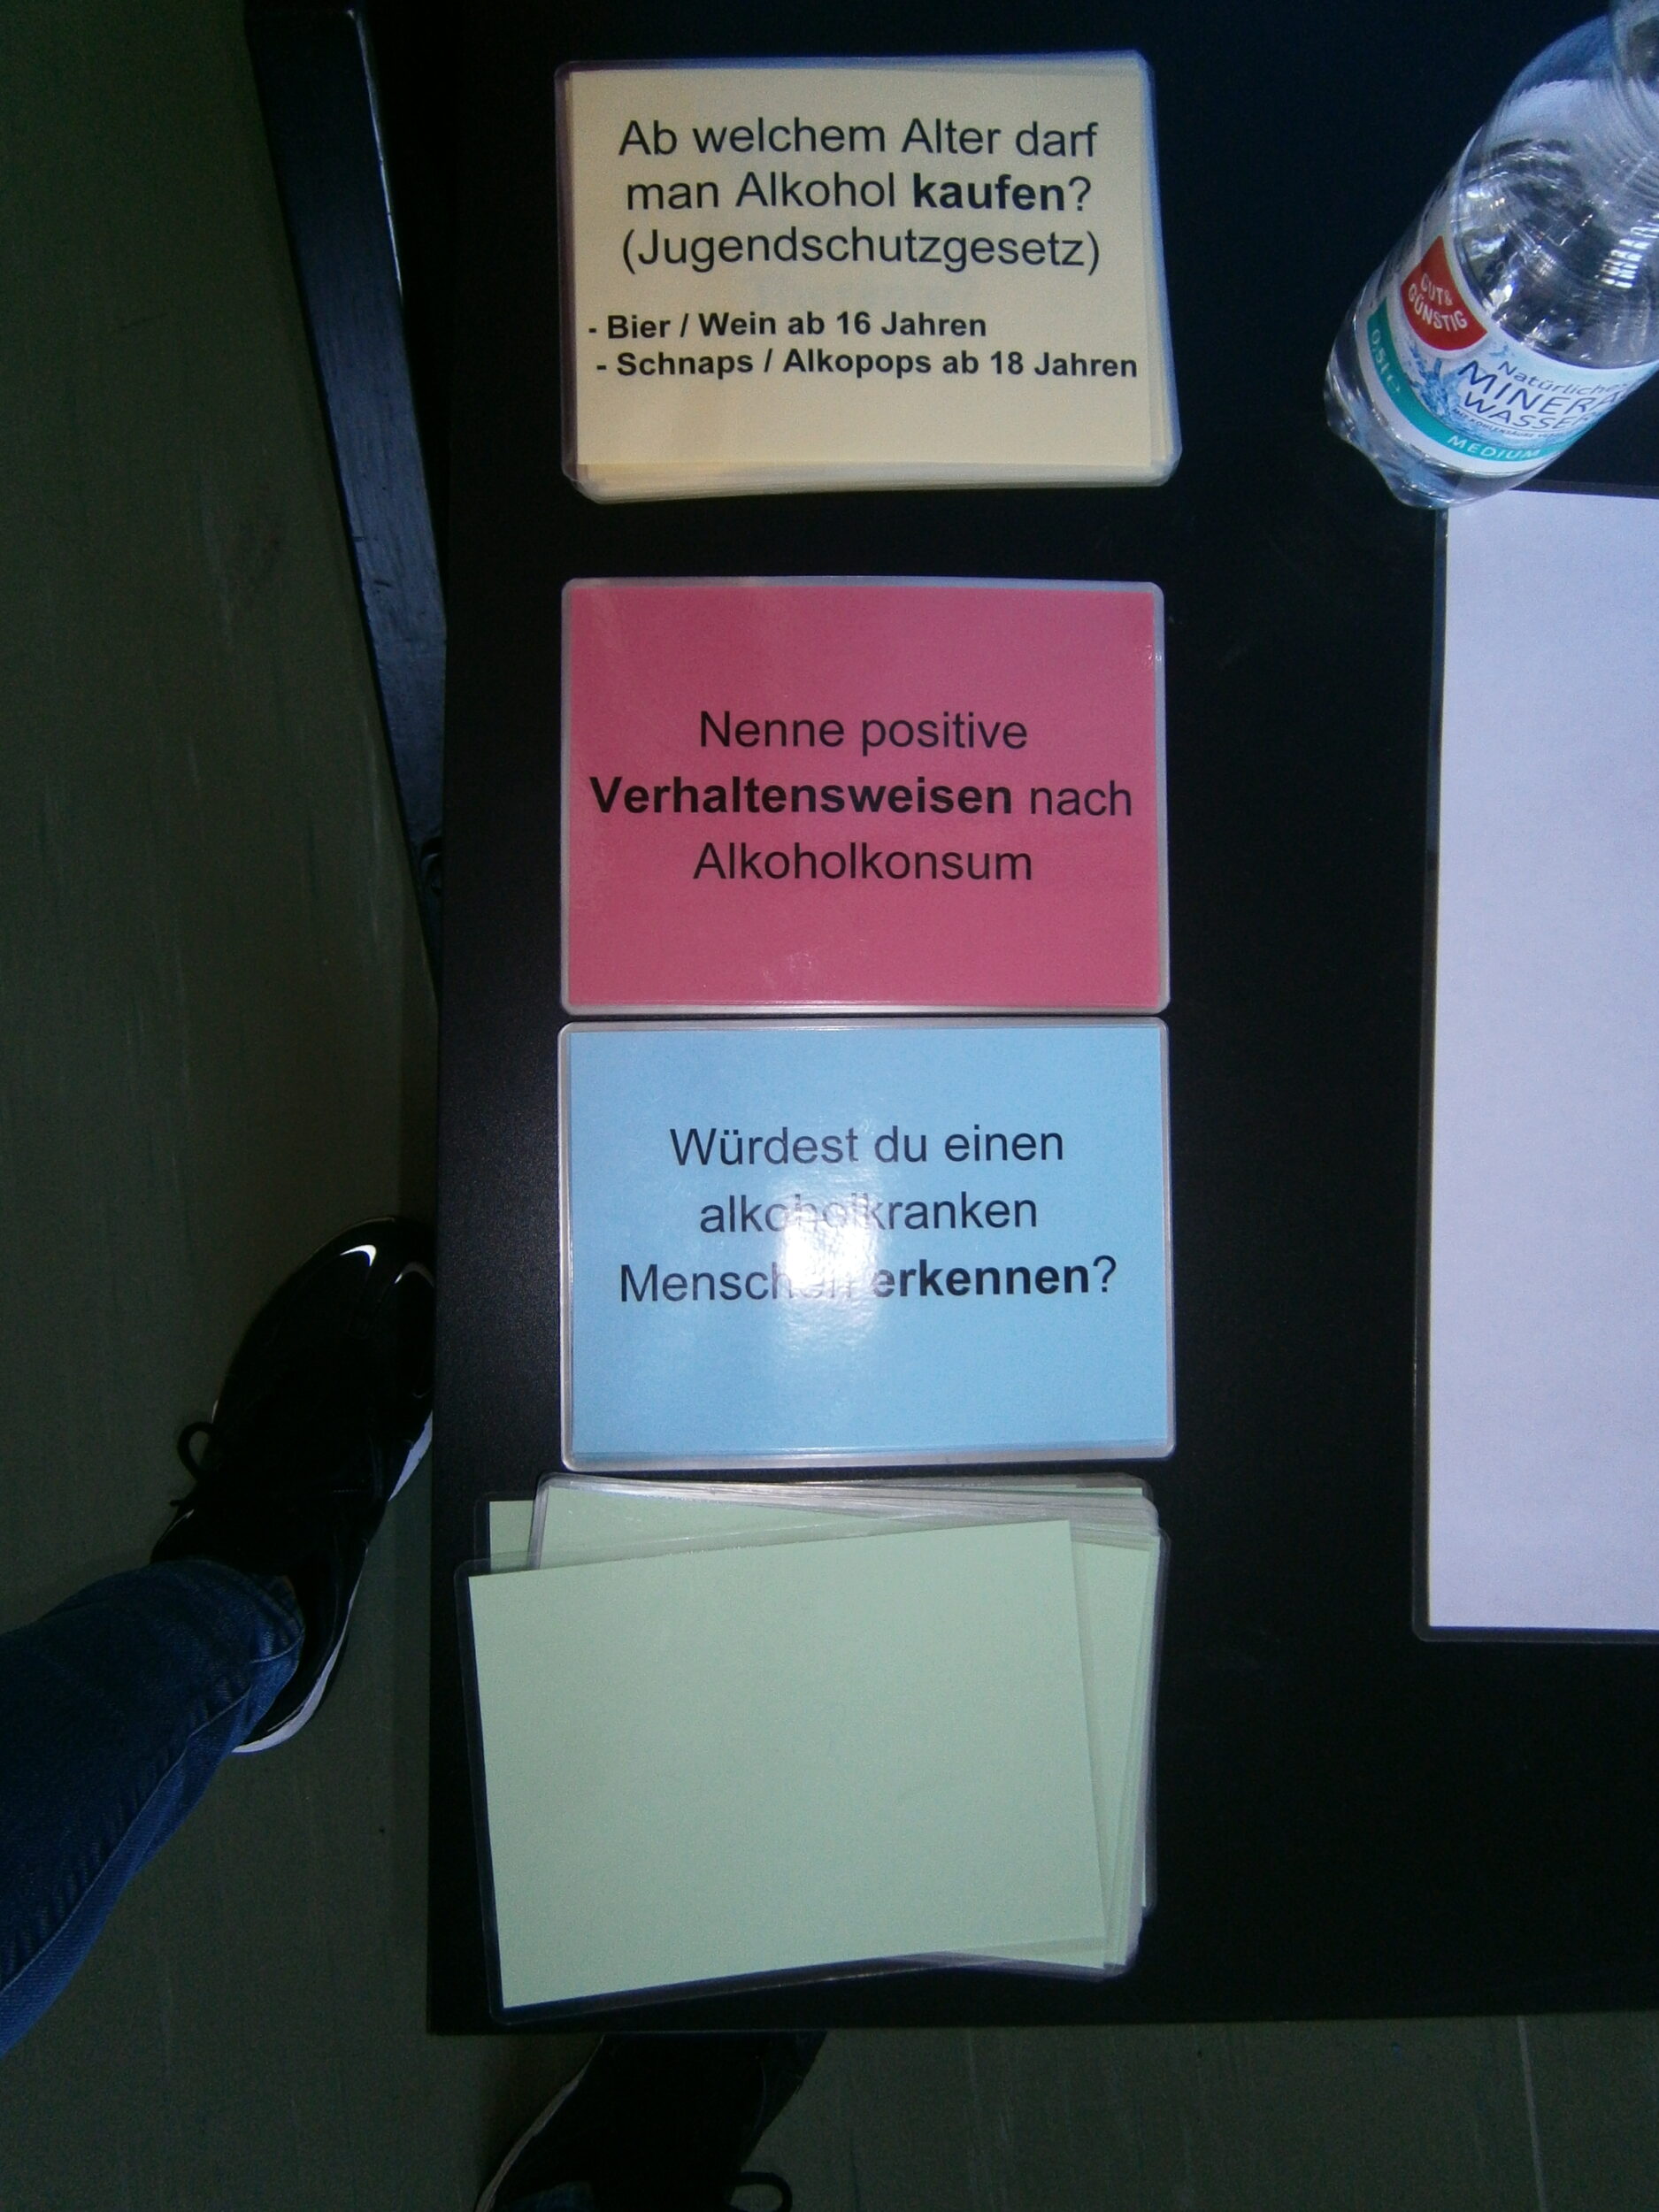 Ab welchem Alter darf
man Alkohol kaufen?
(Jugendschutzgesetz)
- Bier / Wein ab 16 Jahren
- Schnaps / Alkopops ab 18 Jahren
GUT&
GÜNSTIG
Natürliches
MINERAL
WASSER
MEDIUM
Nenne positive
Verhaltensweisen nach
Alkoholkonsum
Würdest du einen
alkoholkranken
Menschen erkennen?